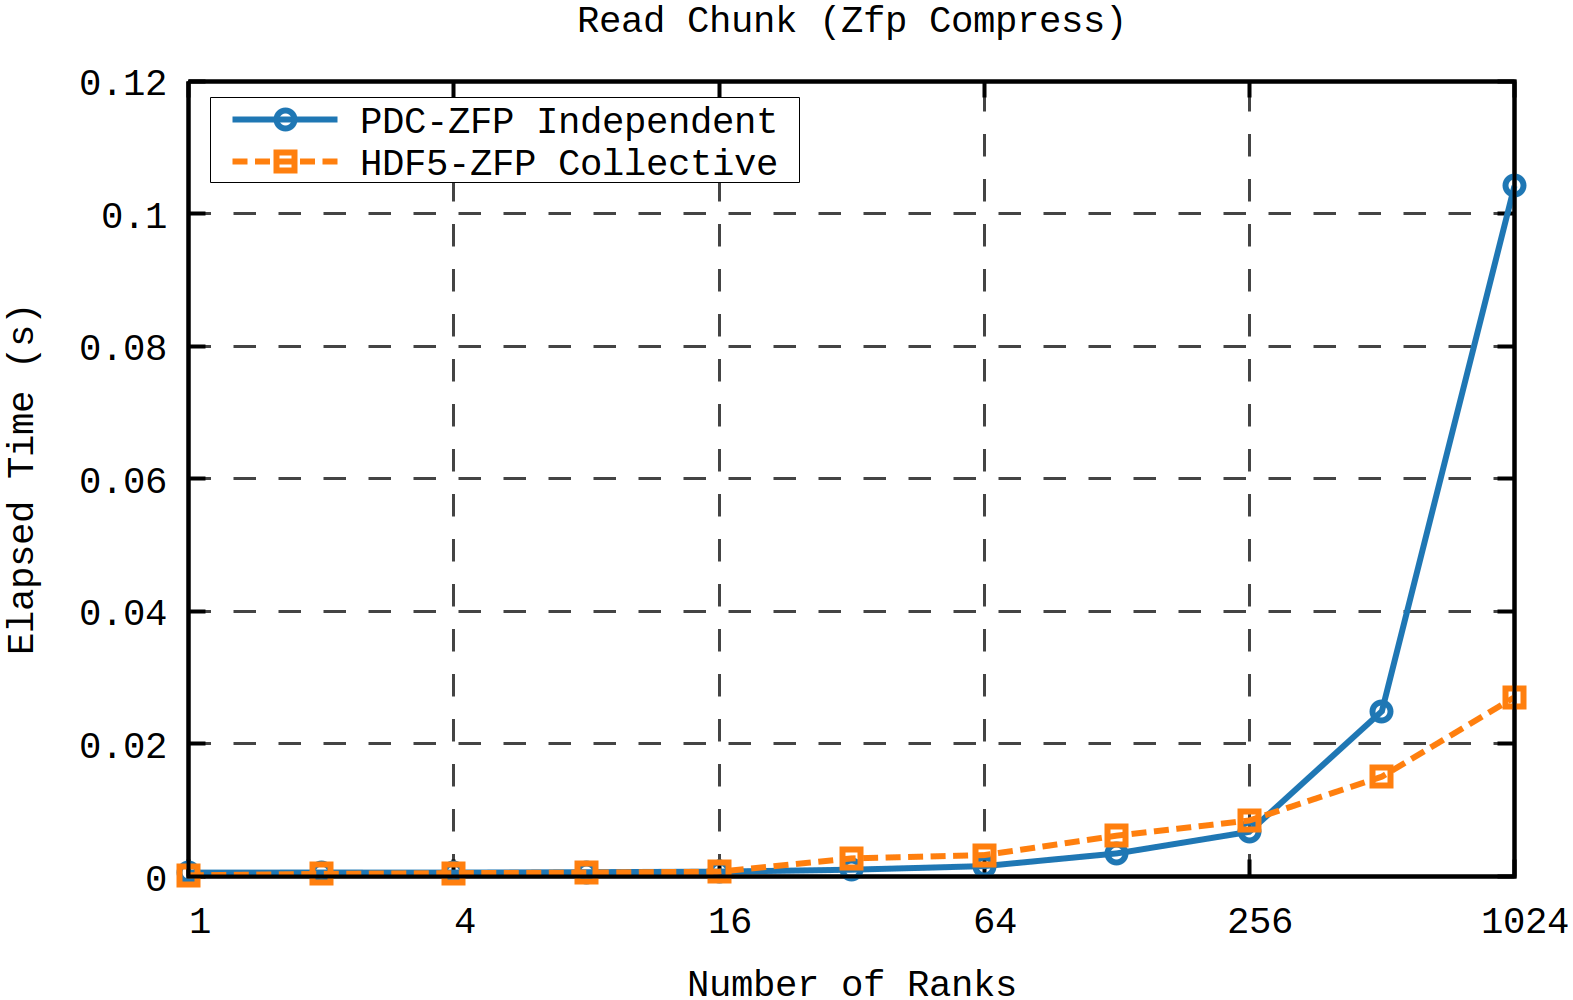 Read Chunk (Zfp Compress)
PDC-ZFP Independent
HDF5-ZFP Collective
0.12
0.1
0.08
0.06
0.04
0.02
0
Elapsed Time (s)
1 4 16 64 256 1024
Number of Ranks